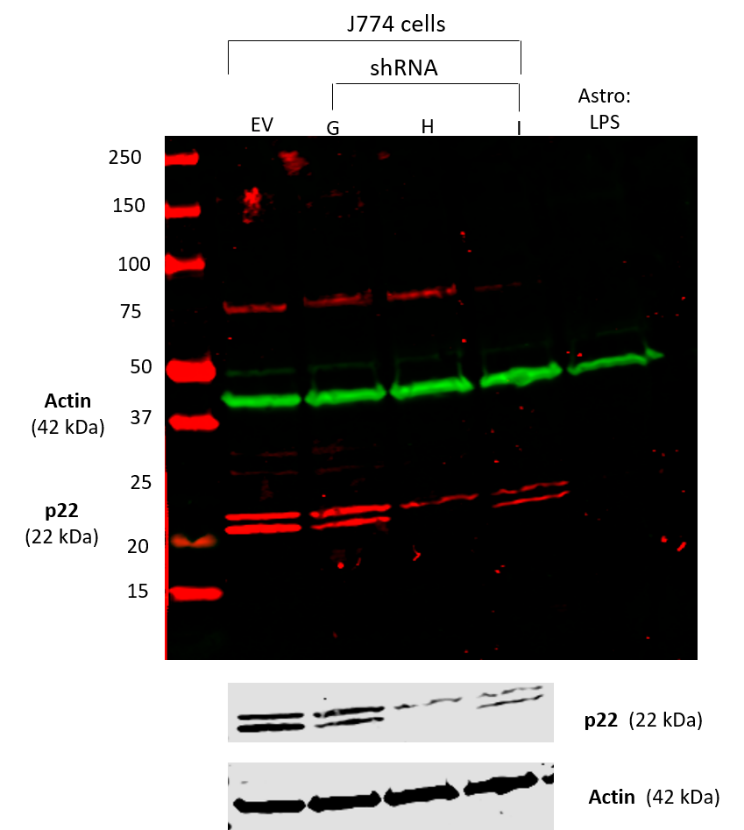 J774 cells
shRNA
Astro:
LPS
EV
G
H
I
250
150
100
75
50
Actin
(42 kDa)
37
25
p22
(22 kDa)
20
15
p22 (22 kDa)
Actin (42 kDa)